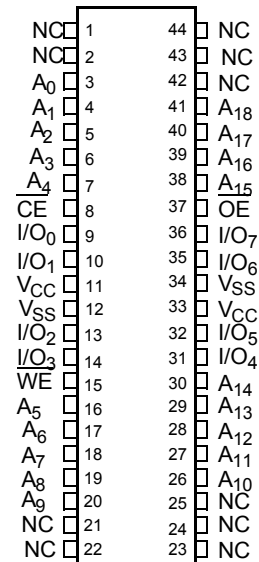 NC 1 44 NC
NC 2 43 NC
A0 3 42 NC
A1 4 41 A18
A2 5 40 A17
A3 6 39 A16
A4 7 38 A15
CE 8 37 OE
I/O0 9 36 I/O7
I/O1 10 35 I/O6
VCC 11 34 VSS
VSS 12 33 VCC
I/O2 13 32 I/O5
I/O3 14 31 I/O4
WE 15 30 A14
A5 16 29 A13
A6 17 28 A12
A7 18 27 A11
A8 19 26 A10
A9 20 25 NC
NC 21 24 NC
NC 22 23 NC